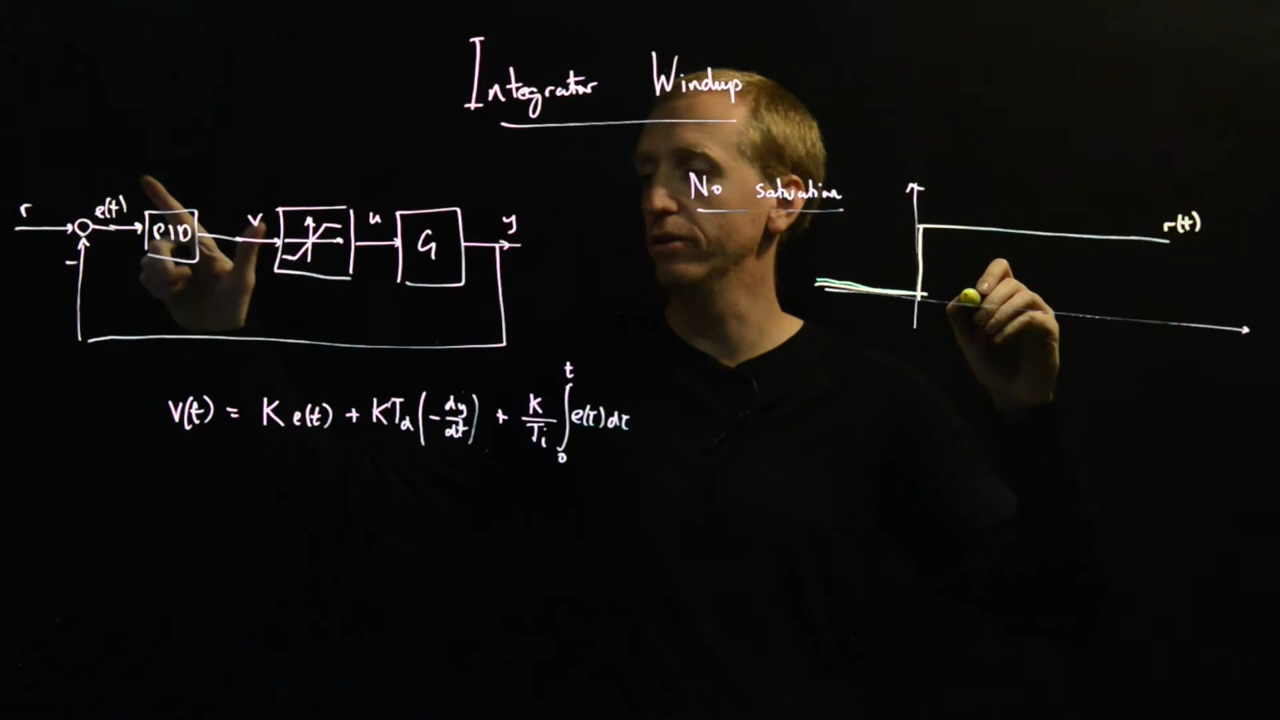 Integrator Windup
No saturation
r e(t) PID v u G y
−
r(t)
v(t) = K e(t) + KT_d (−dy/dt) + K/T_i ∫_0^t e(τ) dτ